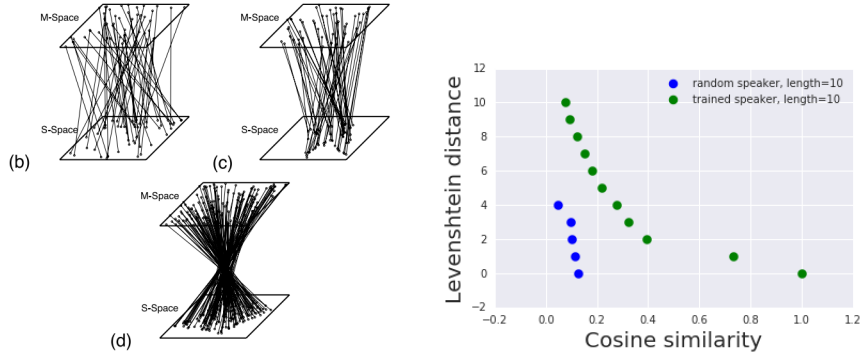 M-Space
S-Space
(b)
M-Space
S-Space
(c)
M-Space
S-Space
(d)
Levenshtein distance
12
10
8
6
4
2
0
−2
random speaker, length=10
trained speaker, length=10
−0.2 0.0 0.2 0.4 0.6 0.8 1.0 1.2
Cosine similarity